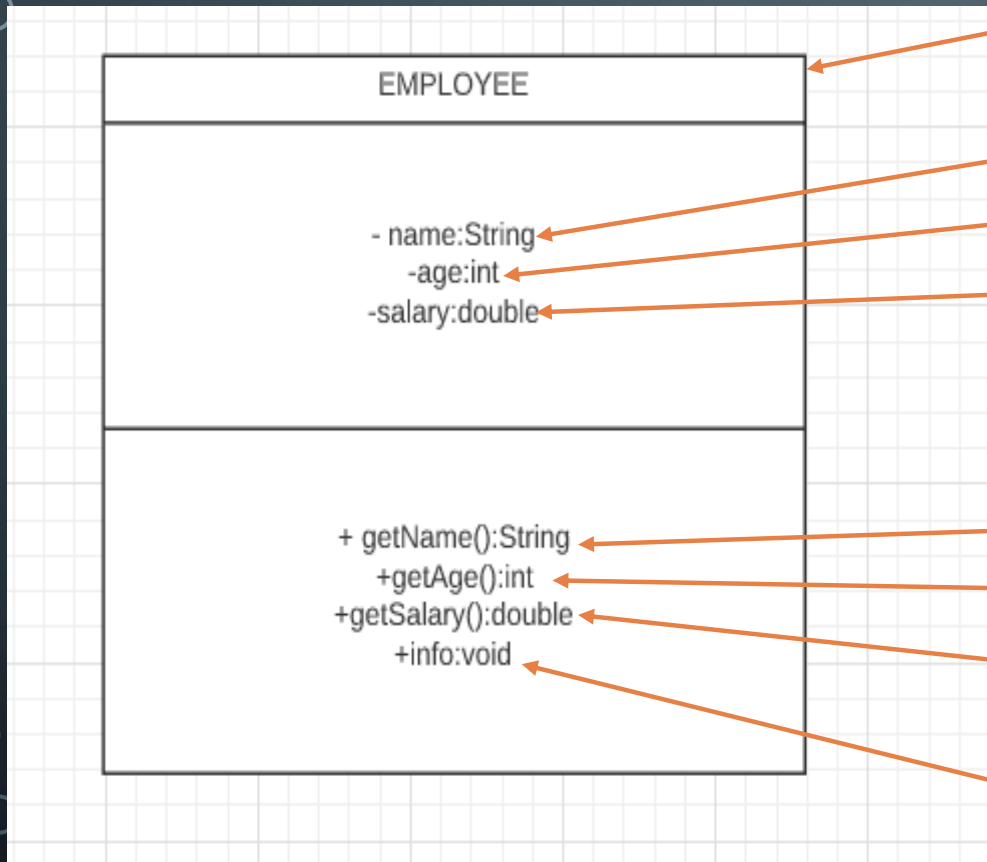 EMPLOYEE
- name:String
-age:int
-salary:double
+ getName():String
+getAge():int
+getSalary():double
+info:void